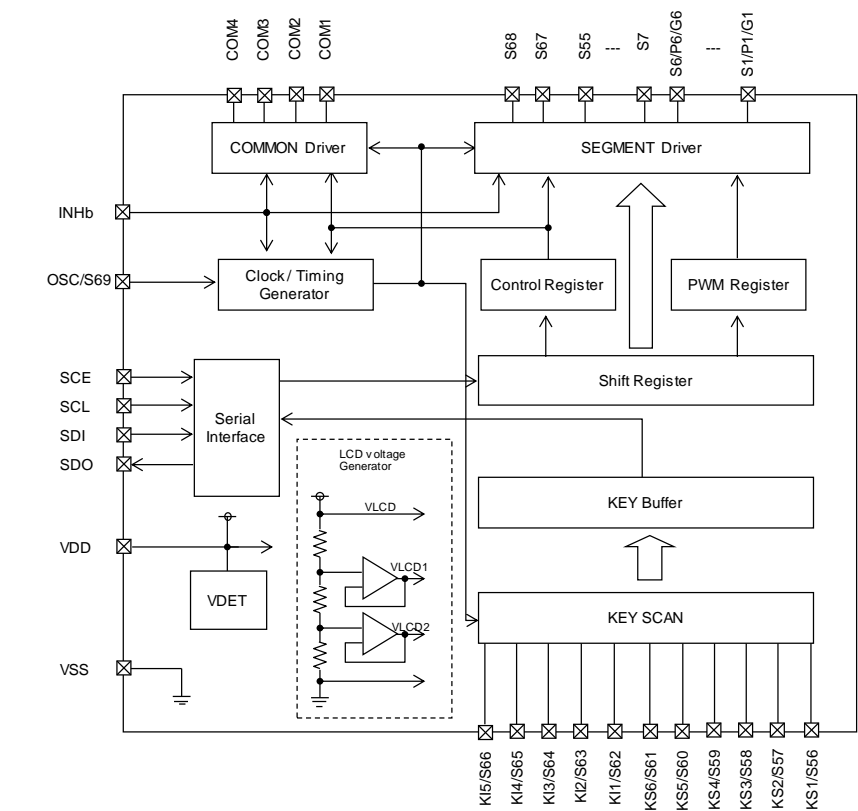 COM4
COM3
COM2
COM1
S68
S67
S55
---
S7
S6/P6/G6
---
S1/P1/G1
COMMON Driver
SEGMENT Driver
INHb
OSC/S69
Clock / Timing
Generator
Control Register
PWM Register
SCE
SCL
SDI
SDO
Serial
Interface
Shift Register
LCD voltage
Generator
VLCD
VLCD1
VLCD2
KEY Buffer
VDD
VDET
KEY SCAN
VSS
KI5/S66
KI4/S65
KI3/S64
KI2/S63
KI1/S62
KS6/S61
KS5/S60
KS4/S59
KS3/S58
KS2/S57
KS1/S56